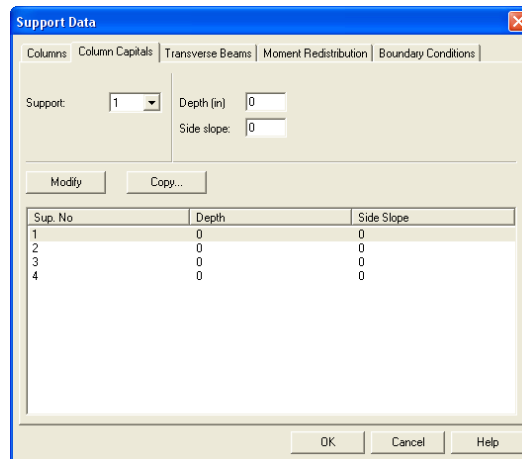 Support Data
Columns Column Capitals Transverse Beams Moment Redistribution Boundary Conditions
Support: 1 Depth (in) 0
Side slope: 0
Modify Copy...
Sup. No Depth Side Slope
1 0 0
2 0 0
3 0 0
4 0 0
OK Cancel Help